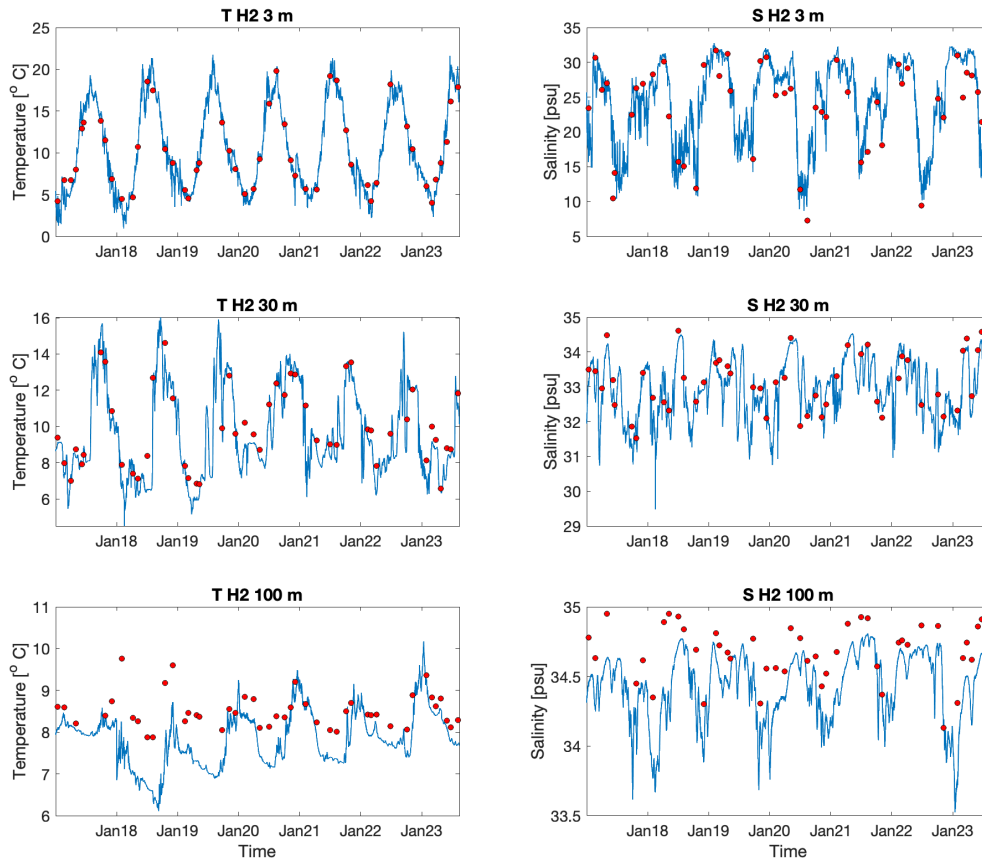 T H2 3 m
Temperature [° C]
25
20
15
10
5
0
Jan18 Jan19 Jan20 Jan21 Jan22 Jan23
S H2 3 m
Salinity [psu]
35
30
25
20
15
10
5
Jan18 Jan19 Jan20 Jan21 Jan22 Jan23
T H2 30 m
Temperature [° C]
16
14
12
10
8
6
Jan18 Jan19 Jan20 Jan21 Jan22 Jan23
S H2 30 m
Salinity [psu]
35
34
33
32
31
30
29
Jan18 Jan19 Jan20 Jan21 Jan22 Jan23
T H2 100 m
Temperature [° C]
11
10
9
8
7
6
Jan18 Jan19 Jan20 Jan21 Jan22 Jan23
Time
S H2 100 m
Salinity [psu]
35
34.5
34
33.5
Jan18 Jan19 Jan20 Jan21 Jan22 Jan23
Time